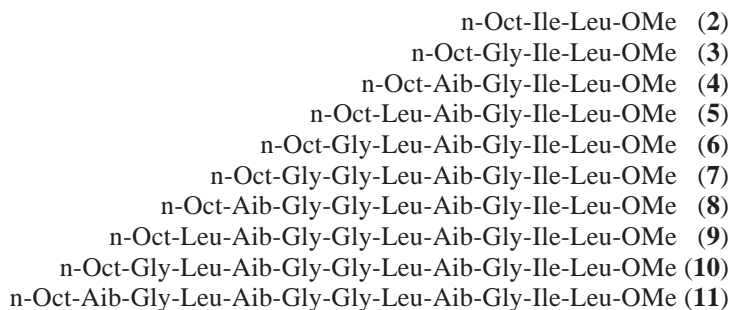 n-Oct-Ile-Leu-OMe (2)
n-Oct-Gly-Ile-Leu-OMe (3)
n-Oct-Aib-Gly-Ile-Leu-OMe (4)
n-Oct-Leu-Aib-Gly-Ile-Leu-OMe (5)
n-Oct-Gly-Leu-Aib-Gly-Ile-Leu-OMe (6)
n-Oct-Gly-Gly-Leu-Aib-Gly-Ile-Leu-OMe (7)
n-Oct-Aib-Gly-Gly-Leu-Aib-Gly-Ile-Leu-OMe (8)
n-Oct-Leu-Aib-Gly-Gly-Leu-Aib-Gly-Ile-Leu-OMe (9)
n-Oct-Gly-Leu-Aib-Gly-Gly-Leu-Aib-Gly-Ile-Leu-OMe (10)
n-Oct-Aib-Gly-Leu-Aib-Gly-Gly-Leu-Aib-Gly-Ile-Leu-OMe (11)